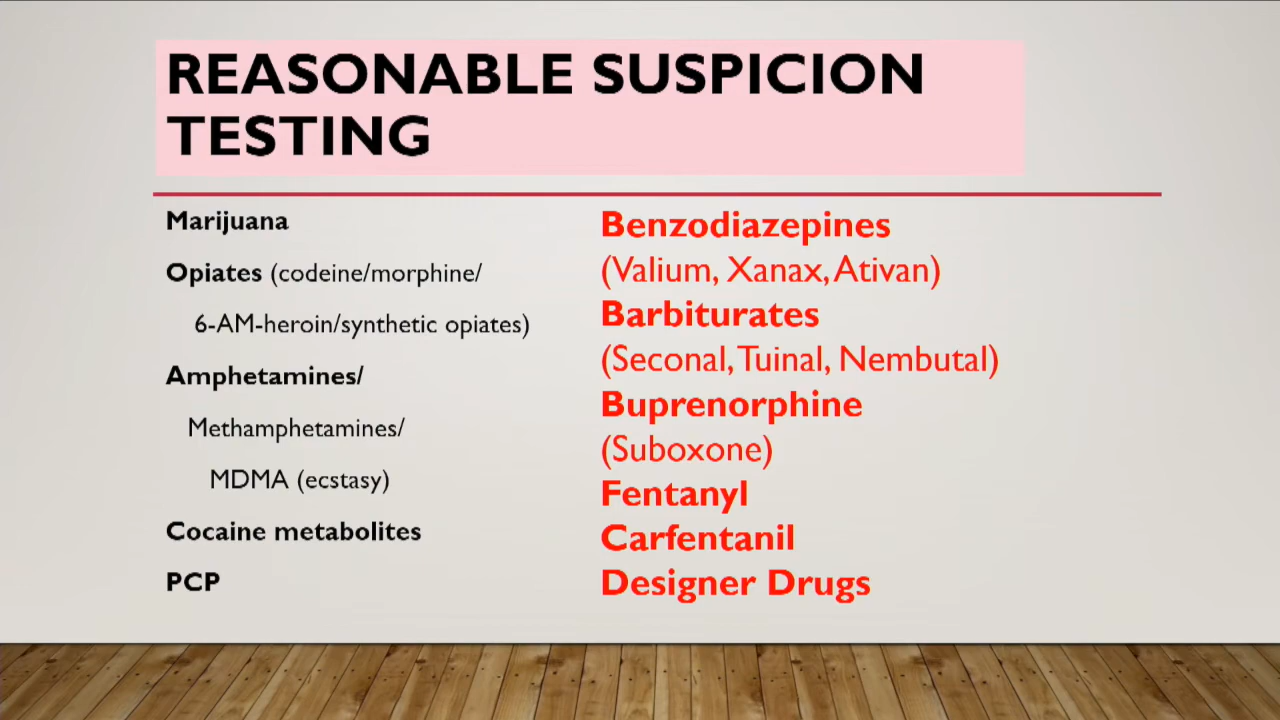 REASONABLE SUSPICION
TESTING
Marijuana
Opiates (codeine/morphine/
6-AM-heroin/synthetic opiates)
Amphetamines/
Methamphetamines/
MDMA (ecstasy)
Cocaine metabolites
PCP
Benzodiazepines
(Valium, Xanax, Ativan)
Barbiturates
(Seconal, Tuinal, Nembutal)
Buprenorphine
(Suboxone)
Fentanyl
Carfentanil
Designer Drugs